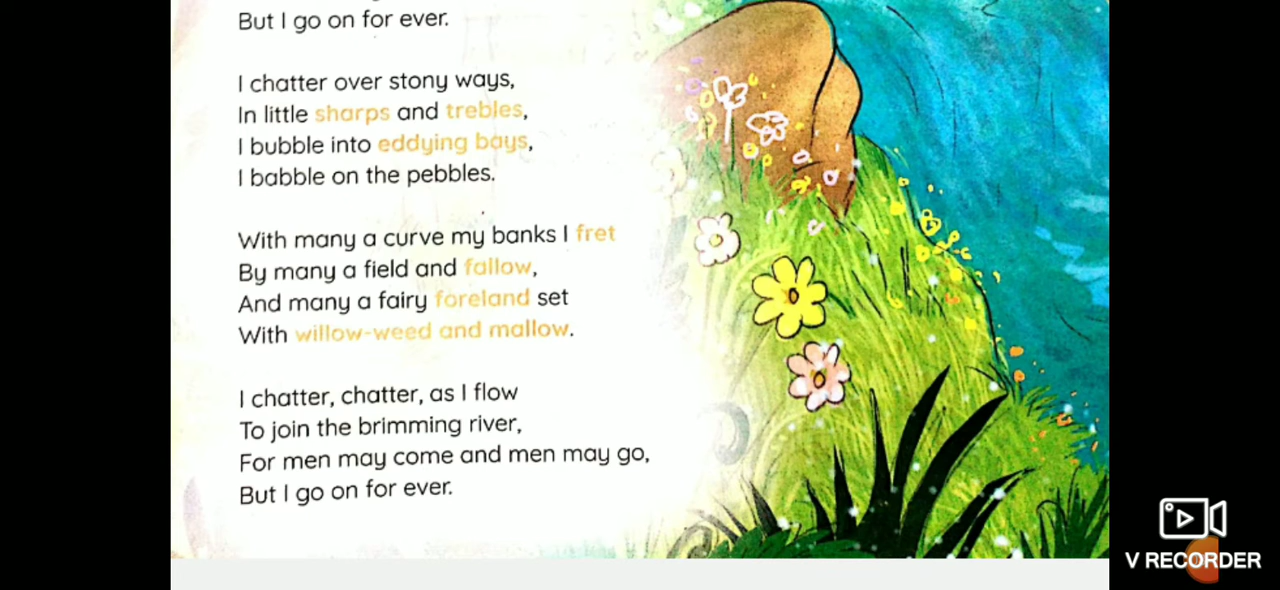 But I go on for ever.
I chatter over stony ways,
In little sharps and trebles,
I bubble into eddying bays,
I babble on the pebbles.
With many a curve my banks I fret
By many a field and fallow,
And many a fairy foreland set
With willow-weed and mallow.
I chatter, chatter, as I flow
To join the brimming river,
For men may come and men may go,
But I go on for ever.
V RECORDER